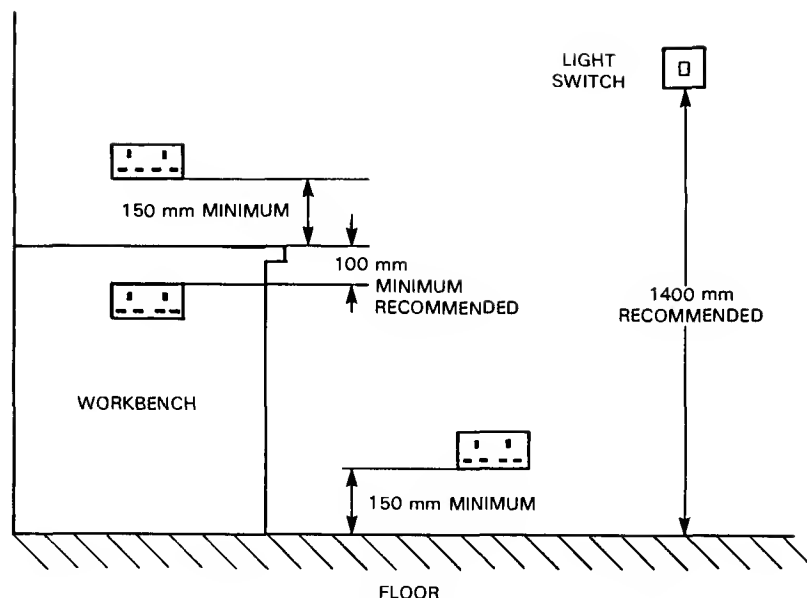 LIGHT
SWITCH
150 mm MINIMUM
100 mm
MINIMUM
RECOMMENDED
1400 mm
RECOMMENDED
WORKBENCH
150 mm MINIMUM
FLOOR